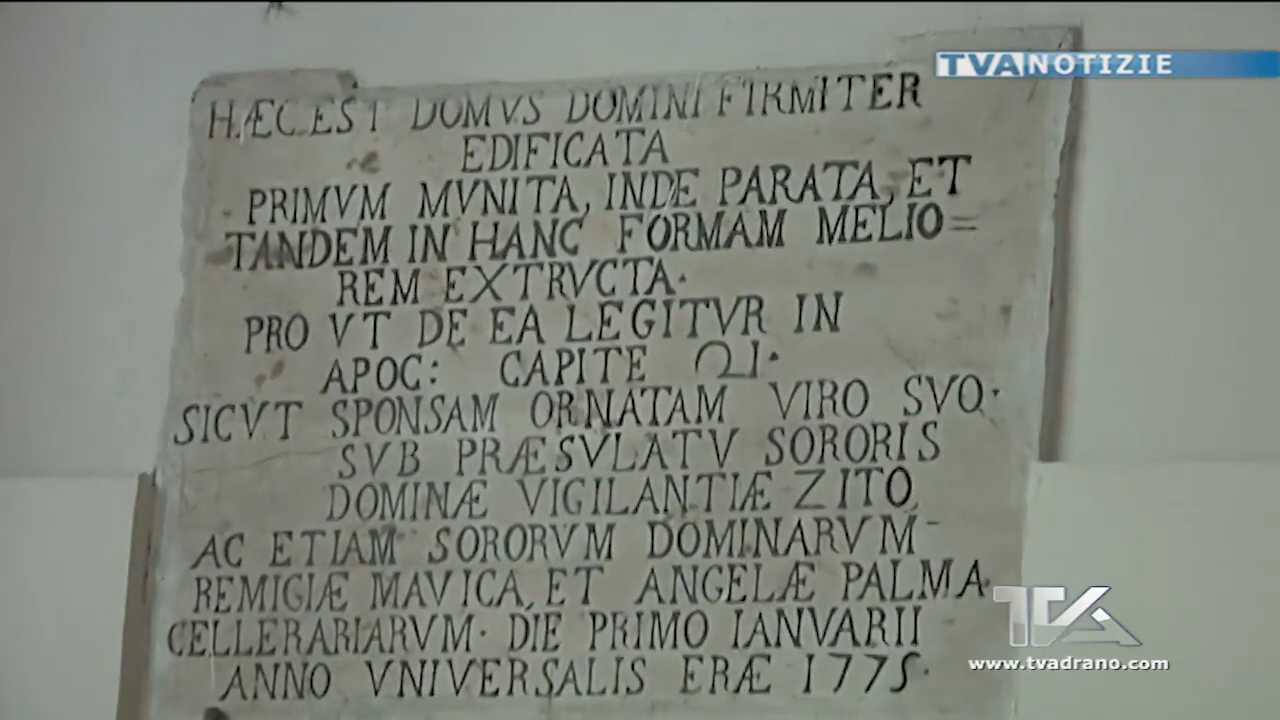 TVA NOTIZIE
HÆC EST DOMVS DOMINI FIRMITER
EDIFICATA
PRIMVM MVNITA, INDE PARATA, ET
TANDEM IN HANC FORMAM MELIO=
REM EXTRVCTA.
PRO VT DE EA LEGITVR IN
APOC: CAPITE 21.
SICVT SPONSAM ORNATAM VIRO SVO.
SVB PRÆSVLATV SORORIS
DOMINÆ VIGILANTIÆ ZITO
AC ETIAM SORORVM DOMINARVM
REMIGIÆ MAVICA, ET ANGELÆ PALMA
CELLERARIARVM. DIE PRIMO IANVARII
ANNO VNIVERSALIS ERÆ 1775.
TVA
www.tvadrano.com